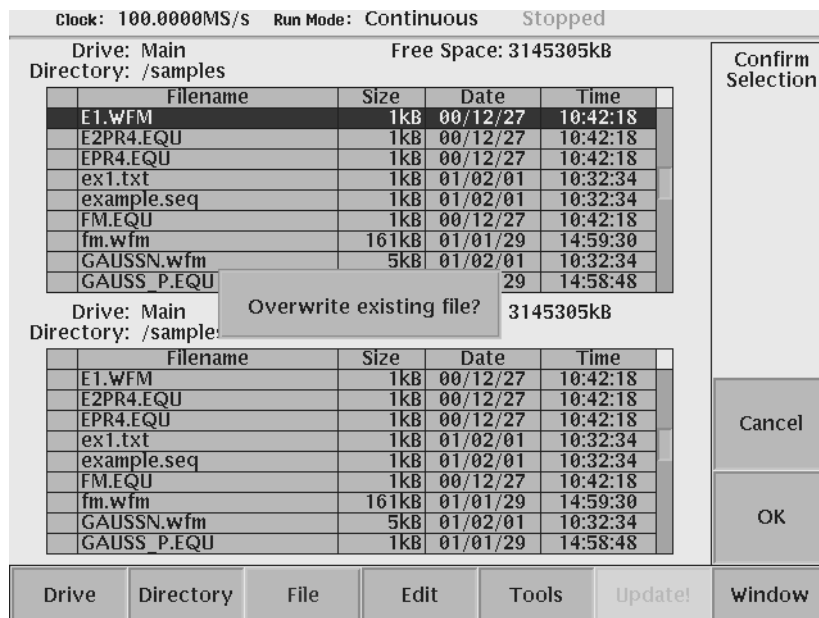 Clock: 100.0000MS/s Run Mode: Continuous Stopped
Drive: Main Free Space: 3145305kB
Directory: /samples
Confirm Selection
Filename Size Date Time
E1.WFM 1kB 00/12/27 10:42:18
E2PR4.EQU 1kB 00/12/27 10:42:18
EPR4.EQU 1kB 00/12/27 10:42:18
ex1.txt 1kB 01/02/01 10:32:34
example.seq 1kB 01/02/01 10:32:34
FM.EQU 1kB 00/12/27 10:42:18
fm.wfm 161kB 01/01/29 14:59:30
GAUSSN.wfm 5kB 01/02/01 10:32:34
GAUSS_P.EQU 29 14:58:48
Overwrite existing file?
Drive: Main 3145305kB
Directory: /samples
Filename Size Date Time
E1.WFM 1kB 00/12/27 10:42:18
E2PR4.EQU 1kB 00/12/27 10:42:18
EPR4.EQU 1kB 00/12/27 10:42:18
ex1.txt 1kB 01/02/01 10:32:34
example.seq 1kB 01/02/01 10:32:34
FM.EQU 1kB 00/12/27 10:42:18
fm.wfm 161kB 01/01/29 14:59:30
GAUSSN.wfm 5kB 01/02/01 10:32:34
GAUSS_P.EQU 1kB 01/01/29 14:58:48
Cancel
OK
Drive Directory File Edit Tools Update! Window